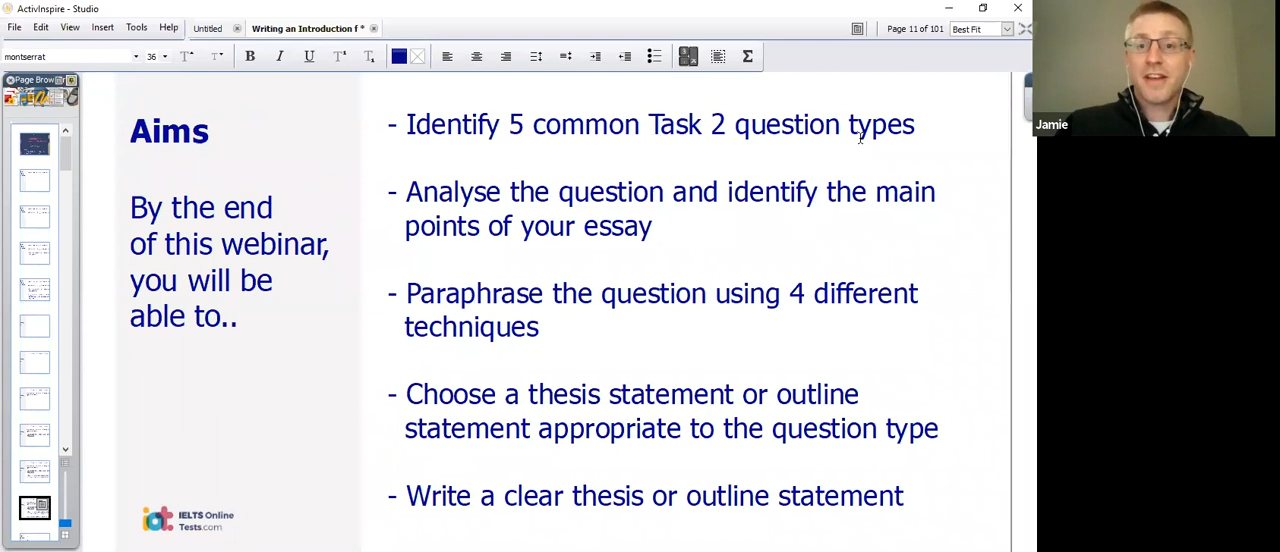 ActivInspire - Studio
File Edit View Insert Tools Help Untitled Writing an Introduction f * Page 11 of 101 Best Fit
montserrat 36 B I U
Page Brow
Jamie
Aims
By the end
of this webinar,
you will be
able to..
- Identify 5 common Task 2 question types
- Analyse the question and identify the main
points of your essay
- Paraphrase the question using 4 different
techniques
- Choose a thesis statement or outline
statement appropriate to the question type
- Write a clear thesis or outline statement
iot IELTS Online
Tests.com